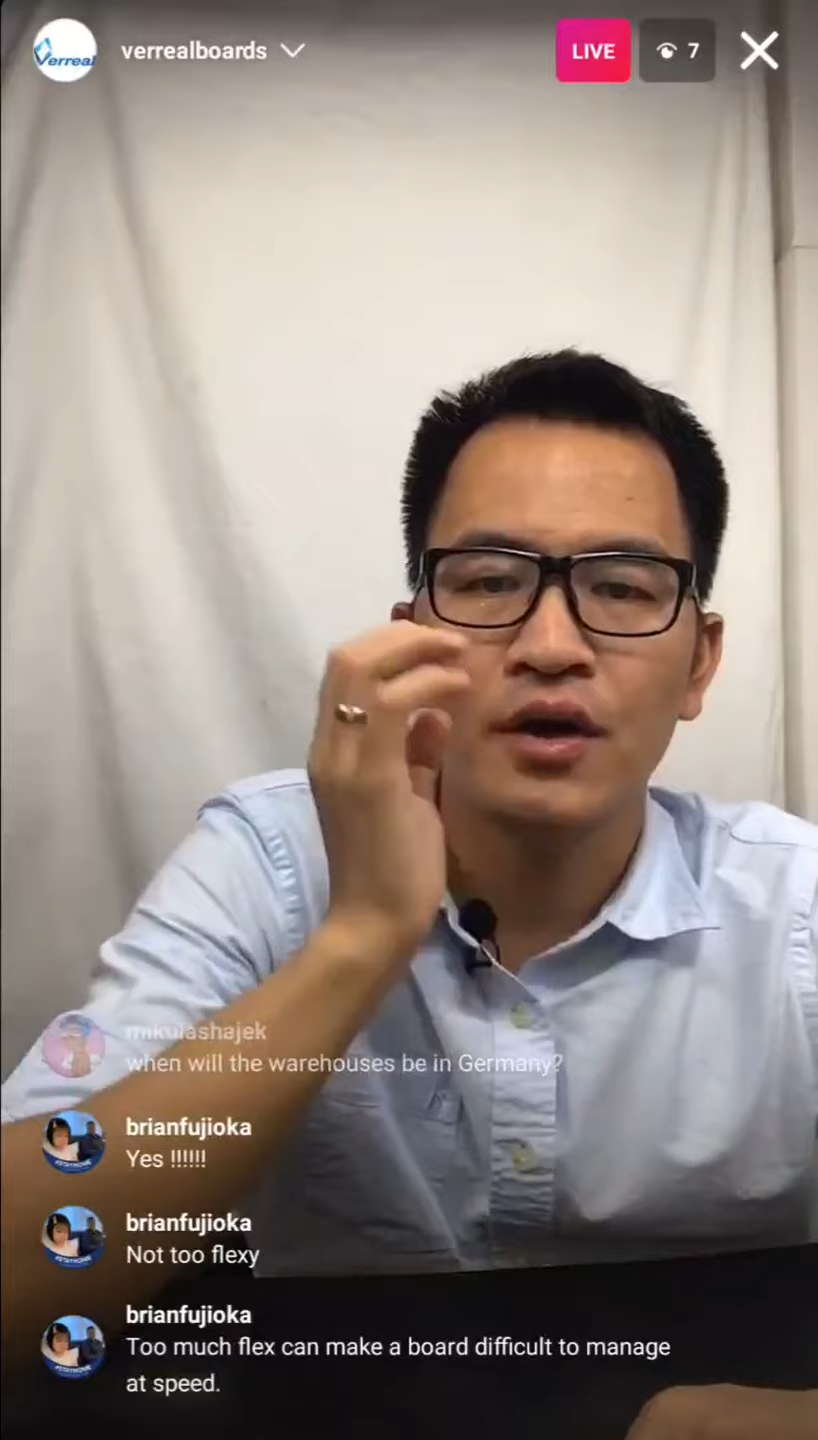 Verreal
verrealboards
LIVE
7
mikulashajek
when will the warehouses be in Germany?
brianfujioka
Yes !!!!!!
brianfujioka
Not too flexy
brianfujioka
Too much flex can make a board difficult to manage
at speed.